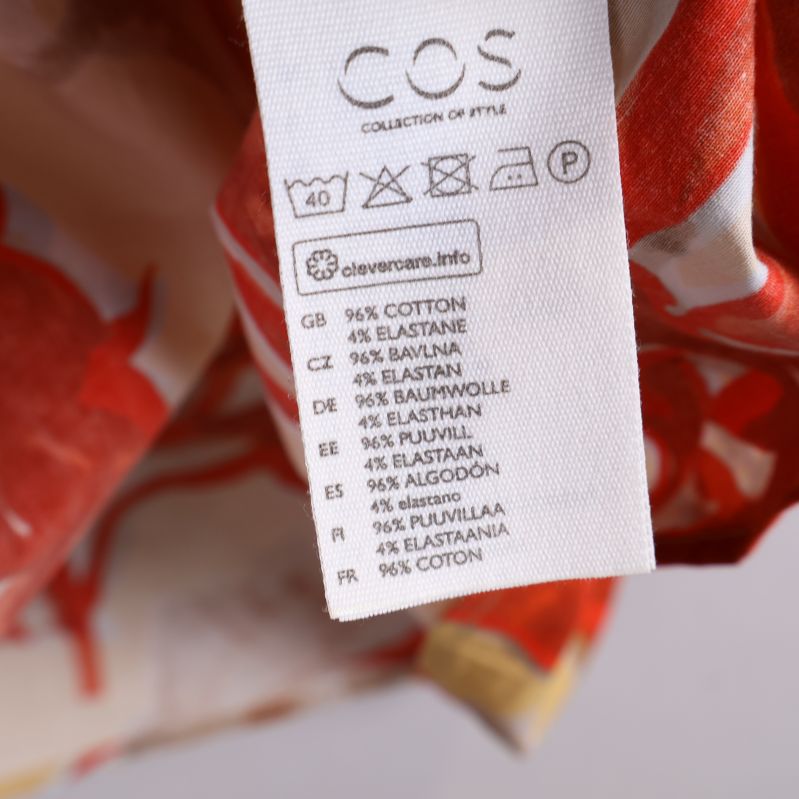 COS
COLLECTION OF STYLE
40
P
clevercare.info
GB 96% COTTON
4% ELASTANE
CZ 96% BAVLNA
4% ELASTAN
DE 96% BAUMWOLLE
4% ELASTHAN
EE 96% PUUVILL
4% ELASTAAN
ES 96% ALGODÓN
4% elastano
FI 96% PUUVILLAA
4% ELASTAANIA
FR 96% COTON